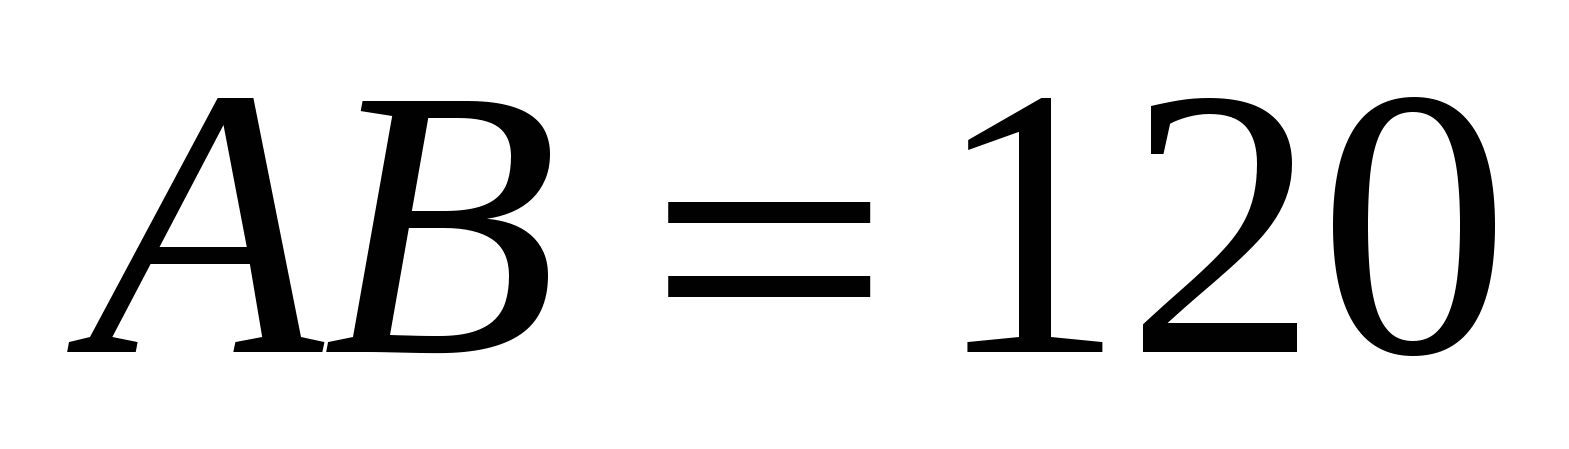 AB = 120